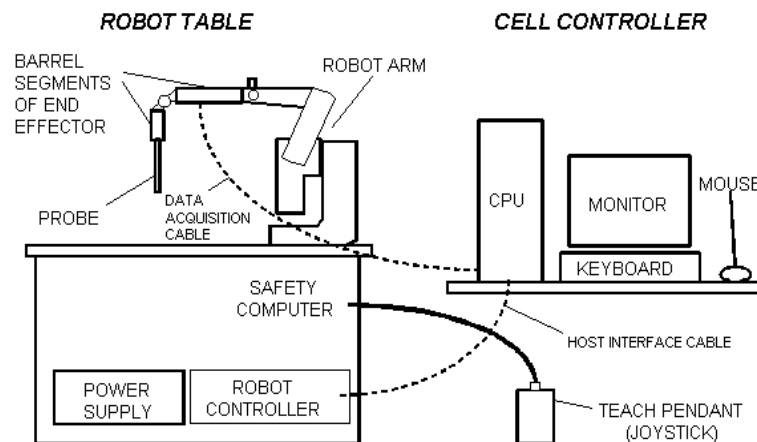 ROBOT TABLE
CELL CONTROLLER
BARREL
SEGMENTS
OF END
EFFECTOR
ROBOT ARM
PROBE
DATA
ACQUISITION
CABLE
CPU
MONITOR
MOUSE
KEYBOARD
SAFETY
COMPUTER
HOST INTERFACE CABLE
POWER
SUPPLY
ROBOT
CONTROLLER
TEACH PENDANT
(JOYSTICK)